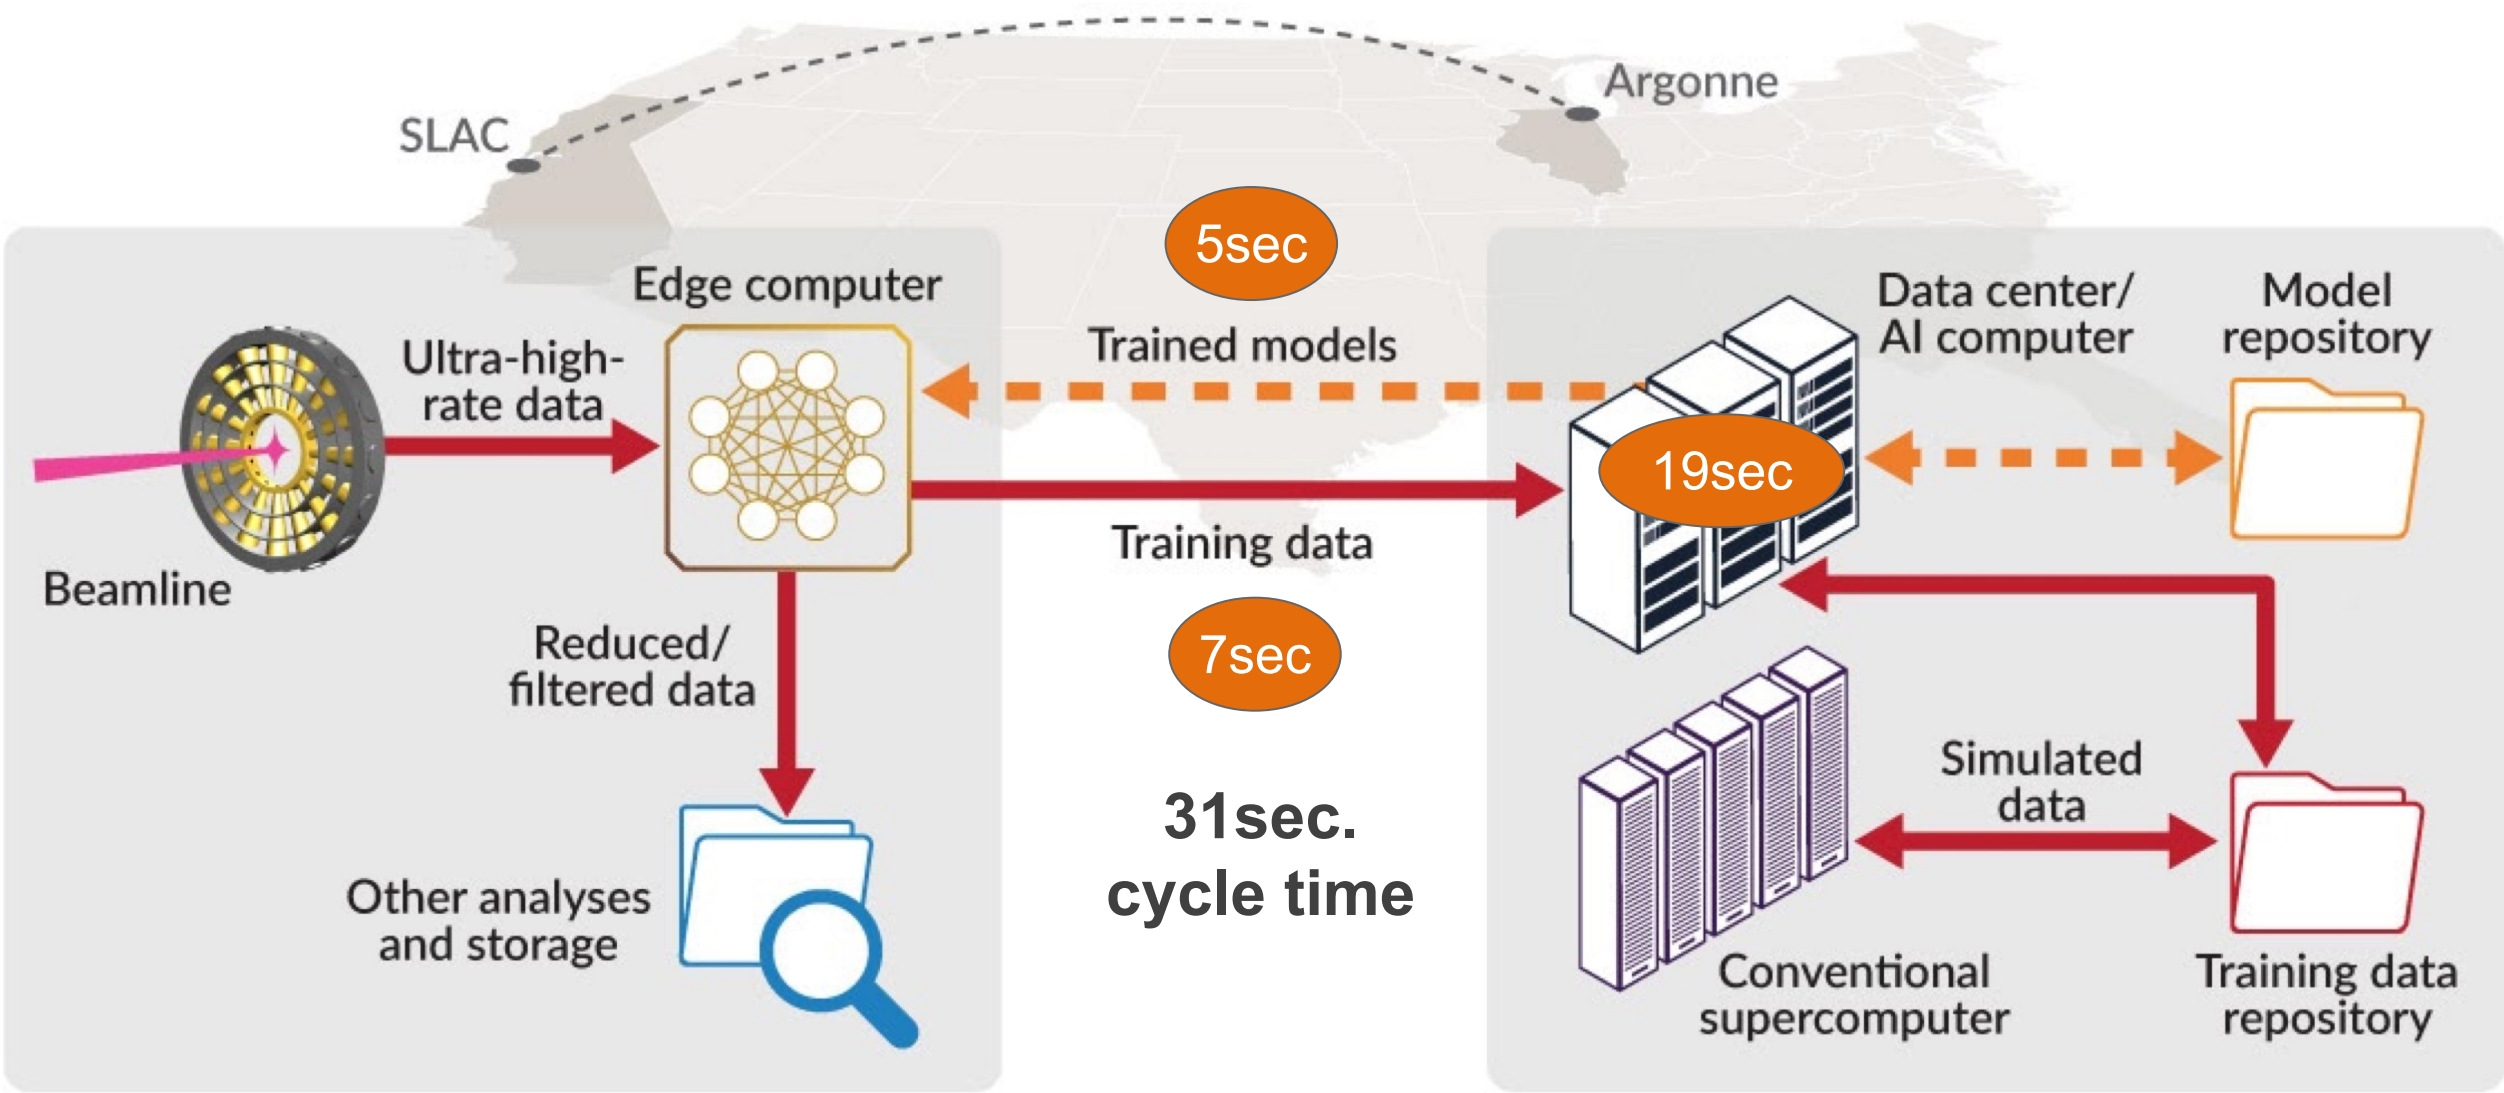 Argonne
SLAC
5sec
Edge computer
Data center/
AI computer
Model
repository
Ultra-high-
rate data
Trained models
19sec
Training data
Beamline
Reduced/
filtered data
7sec
31sec.
cycle time
Simulated
data
Other analyses
and storage
Conventional
supercomputer
Training data
repository